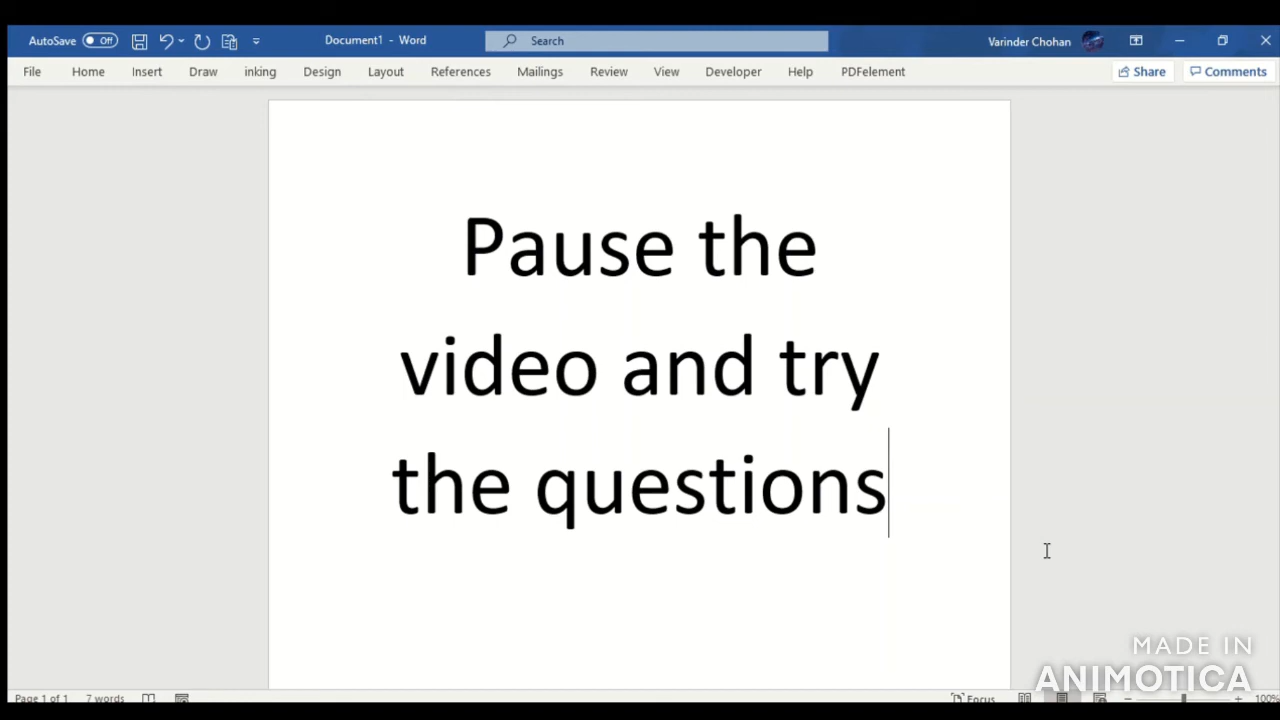 AutoSave Off Document1 - Word Search Varinder Chohan
File Home Insert Draw inking Design Layout References Mailings Review View Developer Help PDFelement Share Comments
Pause the
video and try
the questions
MADE IN
ANIMOTICA
Page 1 of 1 7 words Focus 100%